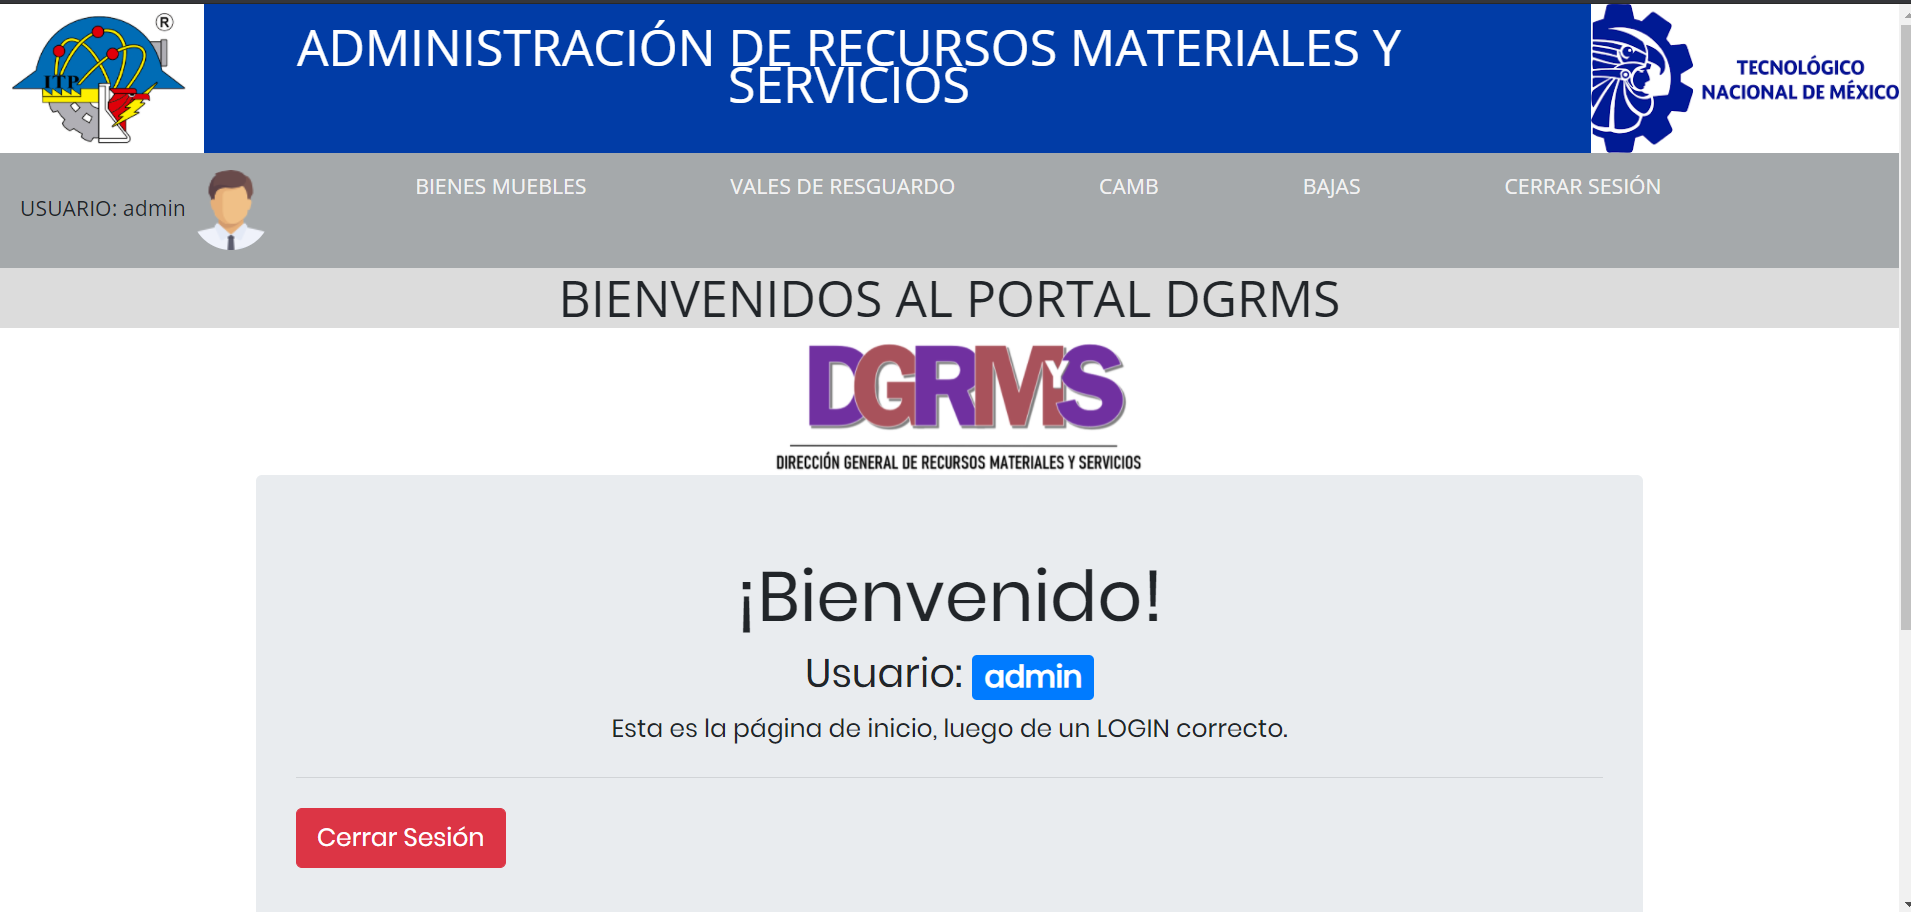 ®
ITP
ADMINISTRACIÓN DE RECURSOS MATERIALES Y
SERVICIOS
TECNOLÓGICO
NACIONAL DE MÉXICO
USUARIO: admin
BIENES MUEBLES
VALES DE RESGUARDO
CAMB
BAJAS
CERRAR SESIÓN
BIENVENIDOS AL PORTAL DGRMS
DGRMYS
DIRECCIÓN GENERAL DE RECURSOS MATERIALES Y SERVICIOS
¡Bienvenido!
Usuario: admin
Esta es la página de inicio, luego de un LOGIN correcto.
Cerrar Sesión